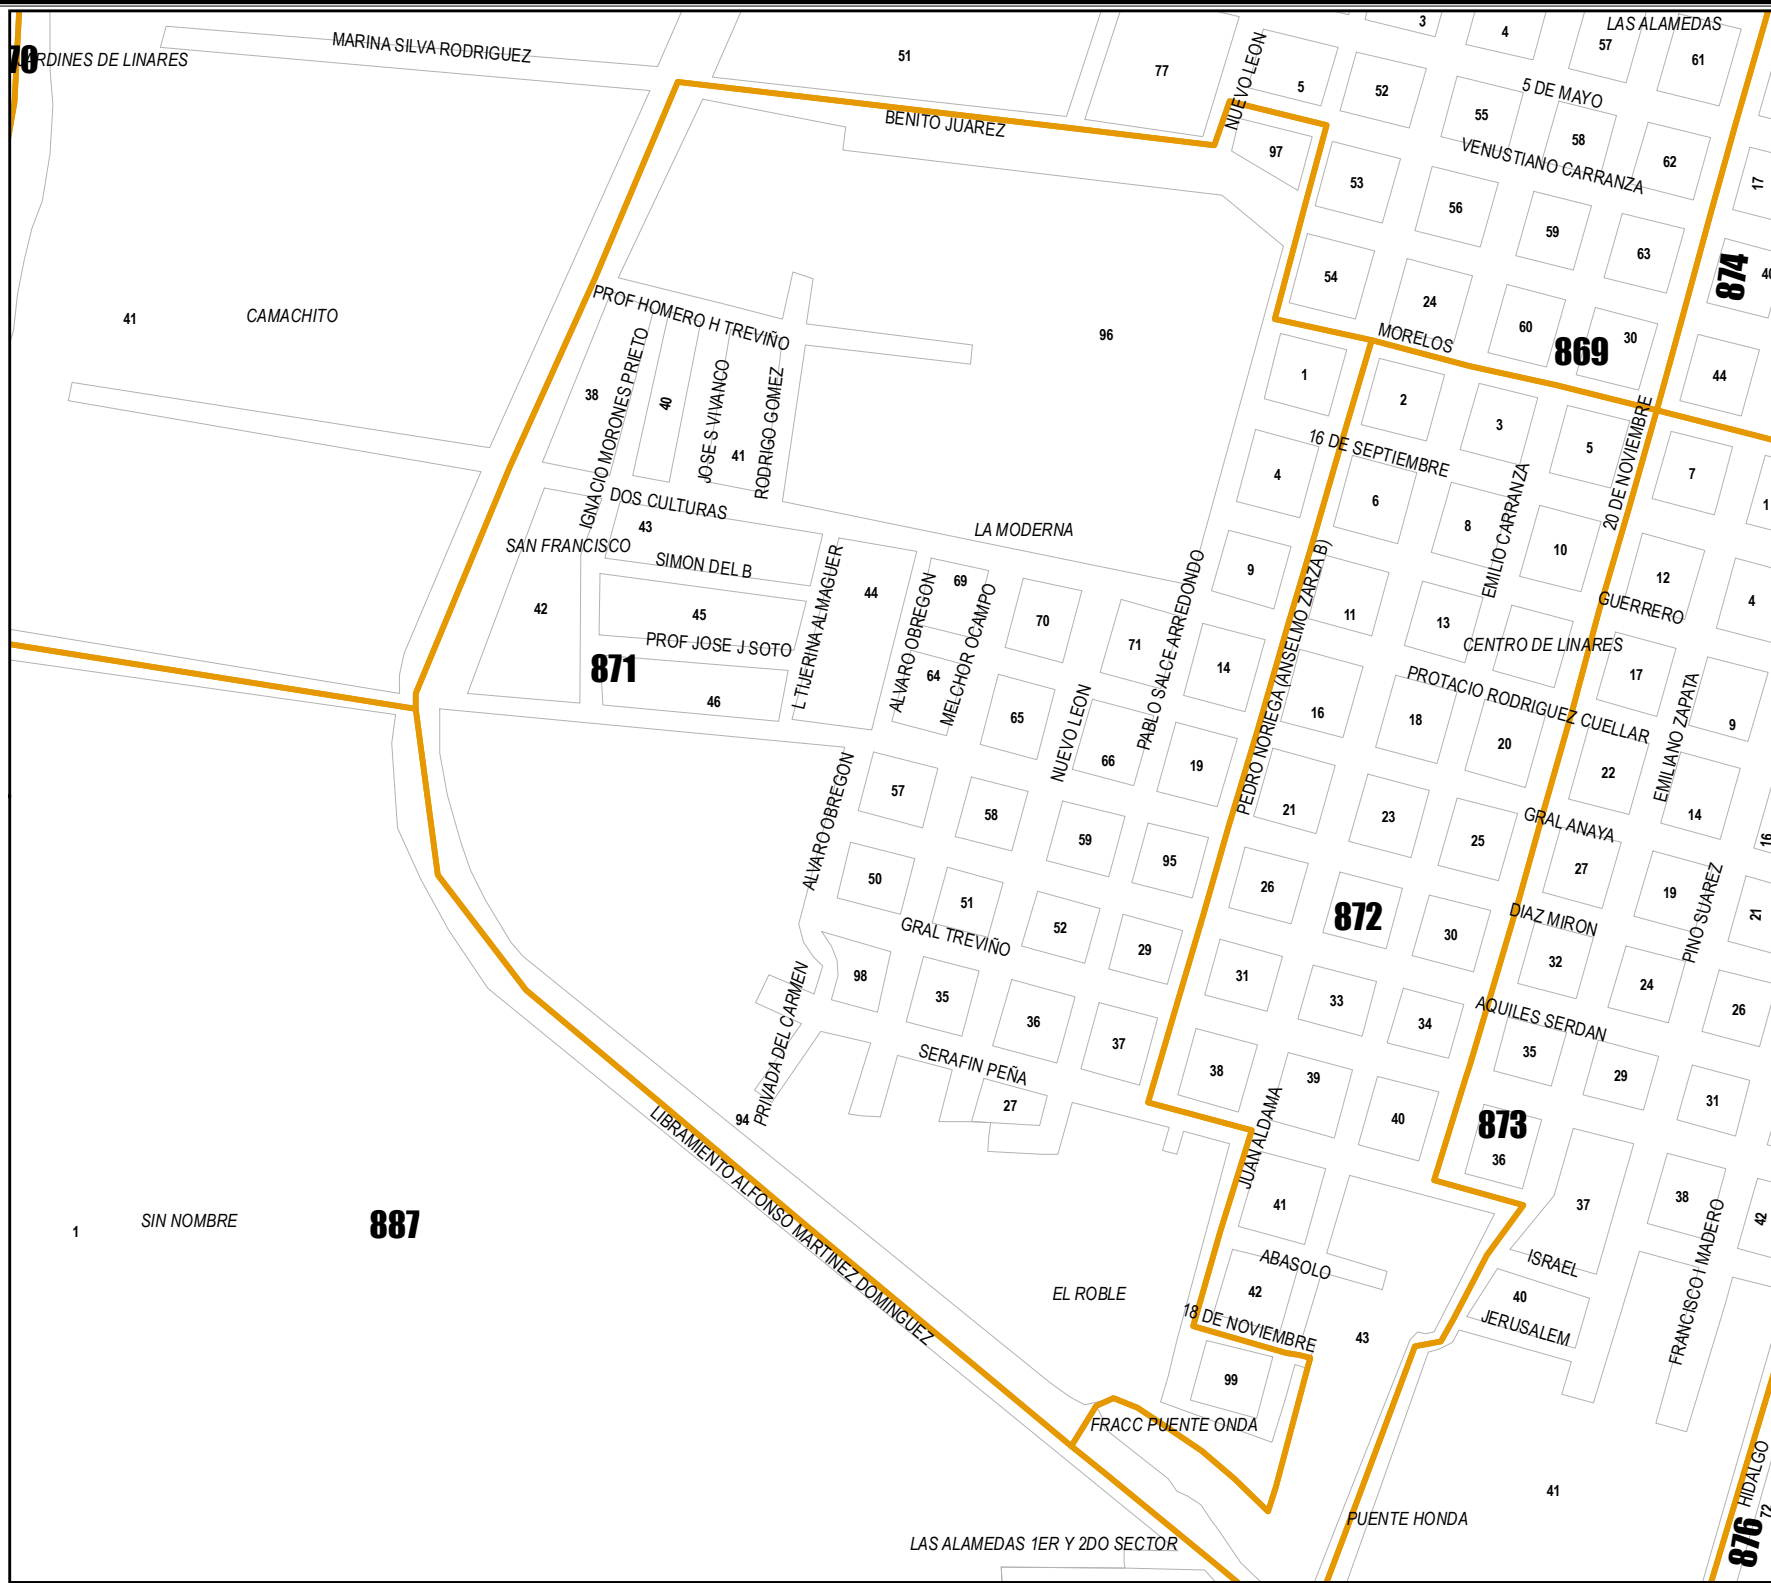 LAS ALAMEDAS
3
4
57
61
MARINA SILVA RODRIGUEZ
51
77
NUEVO LEON
5
52
55
5 DE MAYO
58
62
JARDINES DE LINARES
70
BENITO JUAREZ
97
53
VENUSTIANO CARRANZA
17
56
59
63
54
24
60
30
874
40
MORELOS
869
44
41
CAMACHITO
PROF HOMERO H TREVIÑO
96
38
IGNACIO MORONES PRIETO
40
JOSE S VIVANCO
41
RODRIGO GOMEZ
1
2
3
5
20 DE NOVIEMBRE
7
1
16 DE SEPTIEMBRE
4
6
8
EMILIO CARRANZA
10
12
DOS CULTURAS
43
SAN FRANCISCO
SIMON DEL B
LA MODERNA
9
11
13
GUERRERO
4
42
45
PROF JOSE J SOTO
871
46
L TIJERINA ALMAGUER
44
ALVARO OBREGON
69
MELCHOR OCAMPO
64
70
71
PABLO SALCE ARREDONDO
14
PEDRO NORIEGA (ANSELMO ZARZA B)
CENTRO DE LINARES
17
PROTACIO RODRIGUEZ CUELLAR
EMILIANO ZAPATA
9
65
NUEVO LEON
66
19
16
18
20
22
14
16
ALVARO OBREGON
57
58
59
95
21
23
25
GRAL ANAYA
27
19
PINO SUAREZ
21
50
51
52
29
26
872
30
DIAZ MIRON
32
24
26
GRAL TREVIÑO
98
35
36
37
31
33
34
AQUILES SERDAN
35
29
31
PRIVADA DEL CARMEN
SERAFIN PEÑA
27
38
39
40
873
36
94
JUAN ALDAMA
41
37
38
42
LIBRAMIENTO ALFONSO MARTINEZ DOMINGUEZ
1
SIN NOMBRE
887
ABASOLO
42
ISRAEL
40
JERUSALEM
FRANCISCO I MADERO
EL ROBLE
18 DE NOVIEMBRE
43
99
FRACC PUENTE ONDA
41
HIDALGO
72
PUENTE HONDA
876
LAS ALAMEDAS 1ER Y 2DO SECTOR